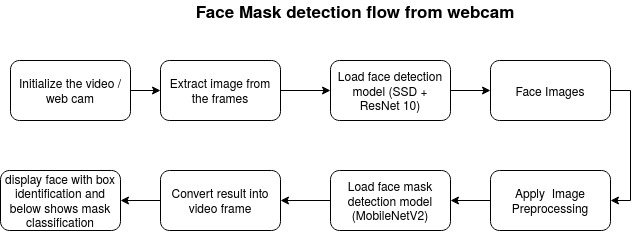 Face Mask detection flow from webcam
Initialize the video /
web cam
Extract image from
the frames
Load face detection
model (SSD +
ResNet 10)
Face Images
Apply Image
Preprocessing
Load face mask
detection model
(MobileNetV2)
Convert result into
video frame
display face with box
identification and
below shows mask
classification